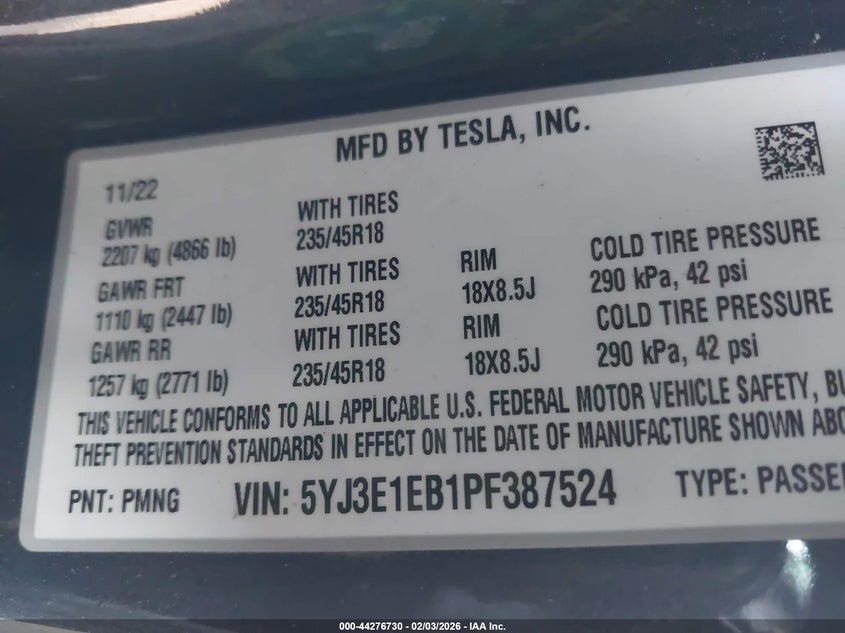 MFD BY TESLA, INC.
11/22
GVWR
2207 kg (4866 lb)
WITH TIRES
235/45R18
GAWR FRT
1110 kg (2447 lb)
WITH TIRES
235/45R18
RIM
18X8.5J
COLD TIRE PRESSURE
290 kPa, 42 psi
GAWR RR
1257 kg (2771 lb)
WITH TIRES
235/45R18
RIM
18X8.5J
COLD TIRE PRESSURE
290 kPa, 42 psi
THIS VEHICLE CONFORMS TO ALL APPLICABLE U.S. FEDERAL MOTOR VEHICLE SAFETY, BU
THEFT PREVENTION STANDARDS IN EFFECT ON THE DATE OF MANUFACTURE SHOWN ABO
PNT: PMNG VIN: 5YJ3E1EB1PF387524 TYPE: PASSEN
000-44276730 - 02/03/2026 - IAA Inc.